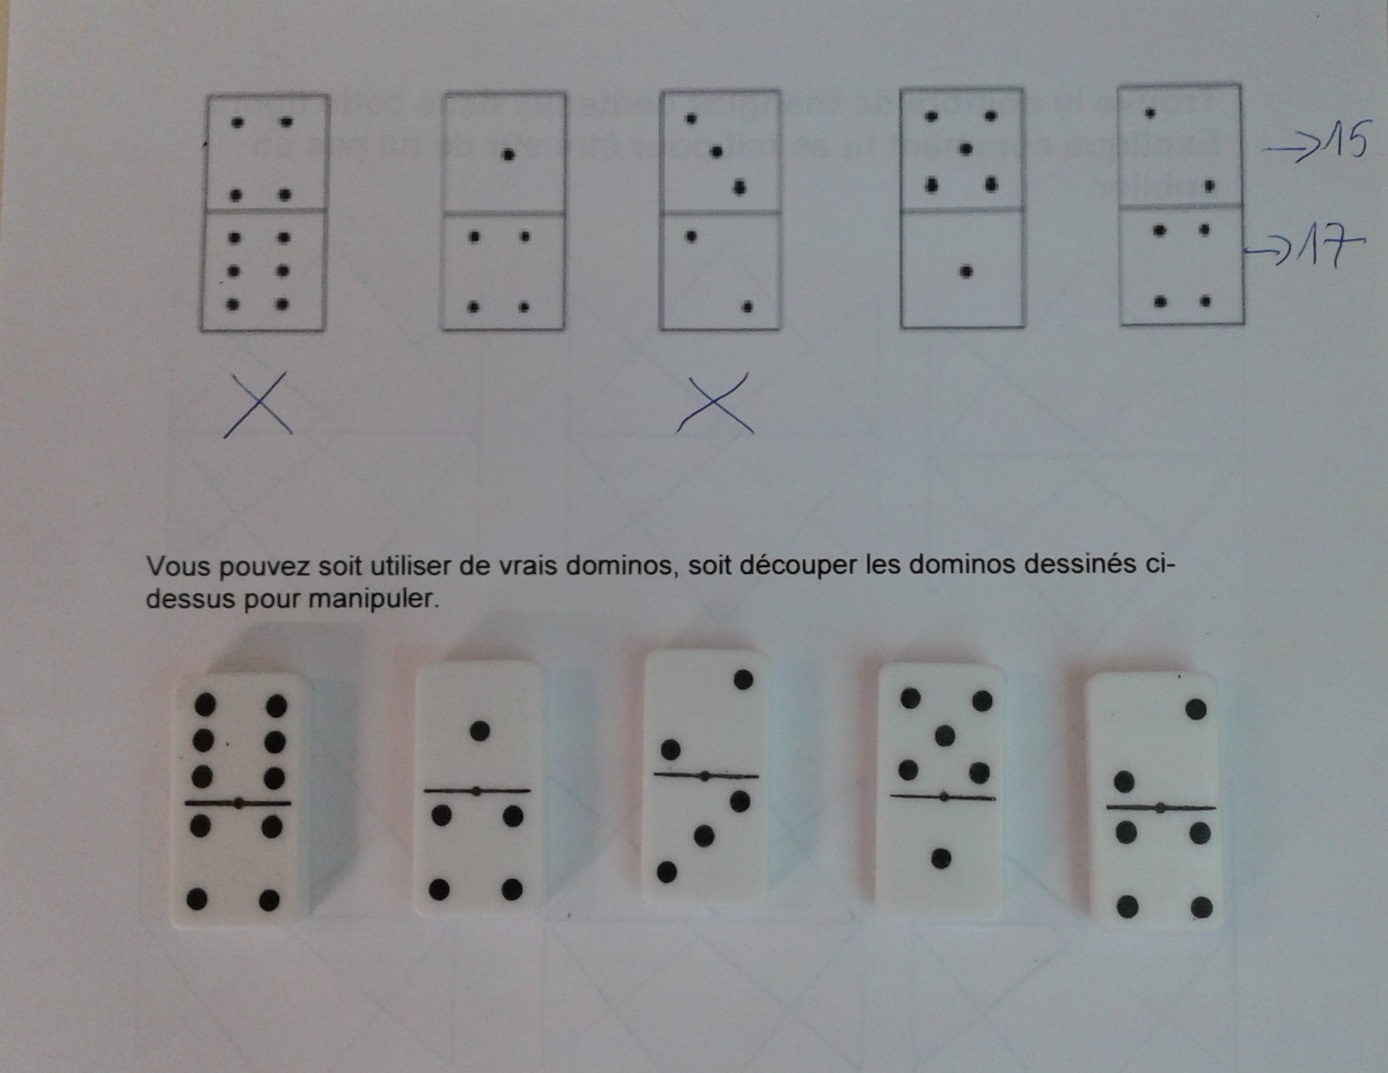 →15
→17
Vous pouvez soit utiliser de vrais dominos, soit découper les dominos dessinés ci-
dessus pour manipuler.